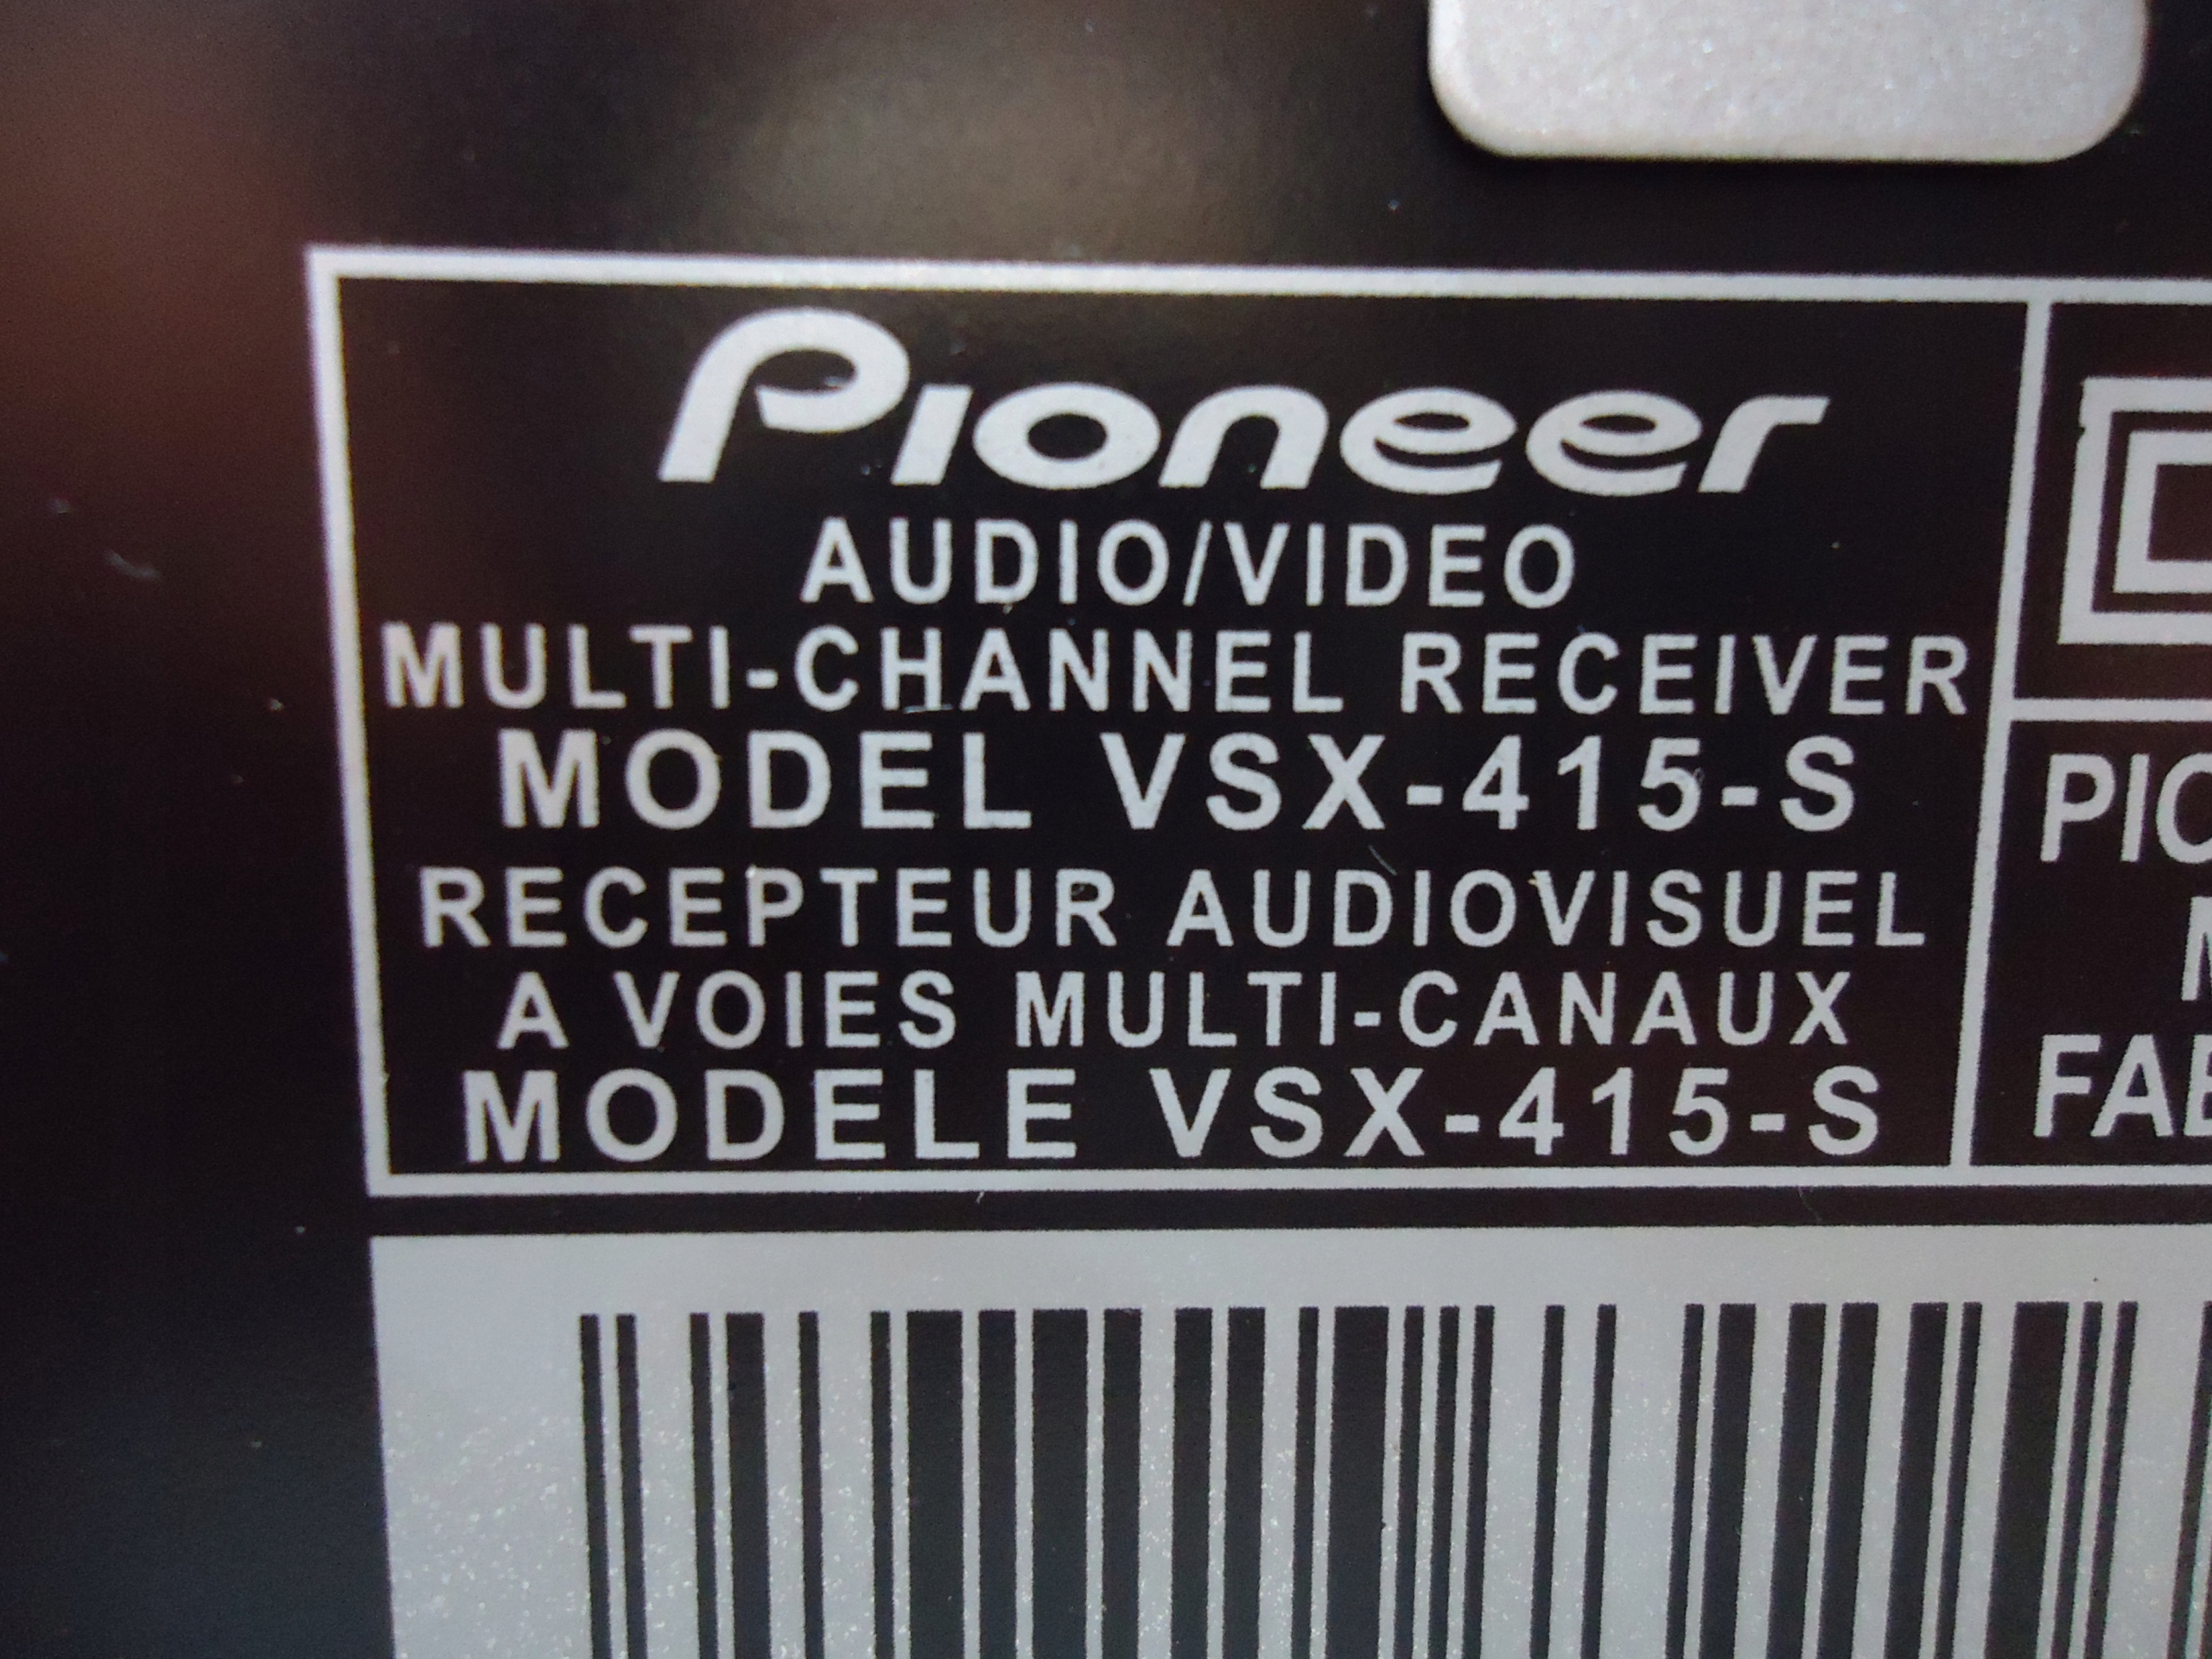 Pioneer
AUDIO/VIDEO
MULTI-CHANNEL RECEIVER
MODEL VSX-415-S
RECEPTEUR AUDIOVISUEL
A VOIES MULTI-CANAUX
MODELE VSX-415-S